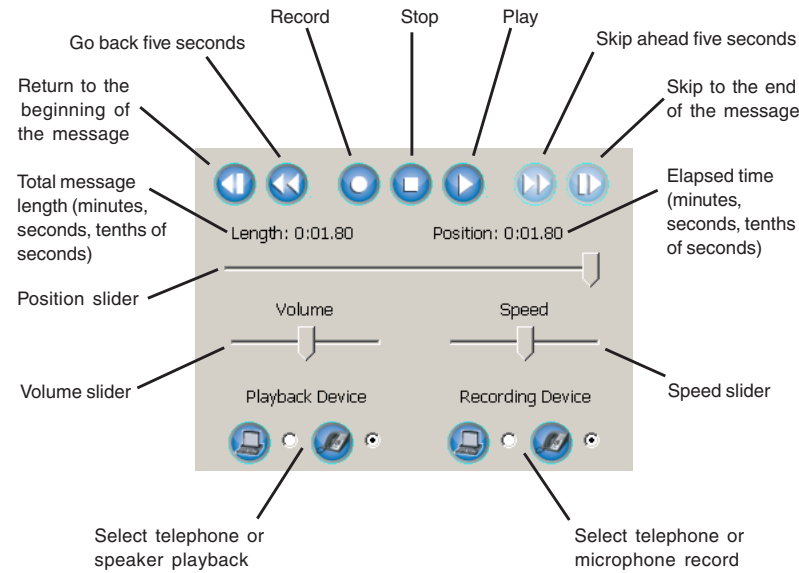 Record
Stop
Play
Go back five seconds
Skip ahead five seconds
Return to the
beginning of
the message
Skip to the end
of the message
Total message
length (minutes,
seconds, tenths of
seconds)
Elapsed time
(minutes,
seconds, tenths
of seconds)
Length: 0:01.80
Position: 0:01.80
Position slider
Volume
Speed
Volume slider
Speed slider
Playback Device
Recording Device
Select telephone or
speaker playback
Select telephone or
microphone record